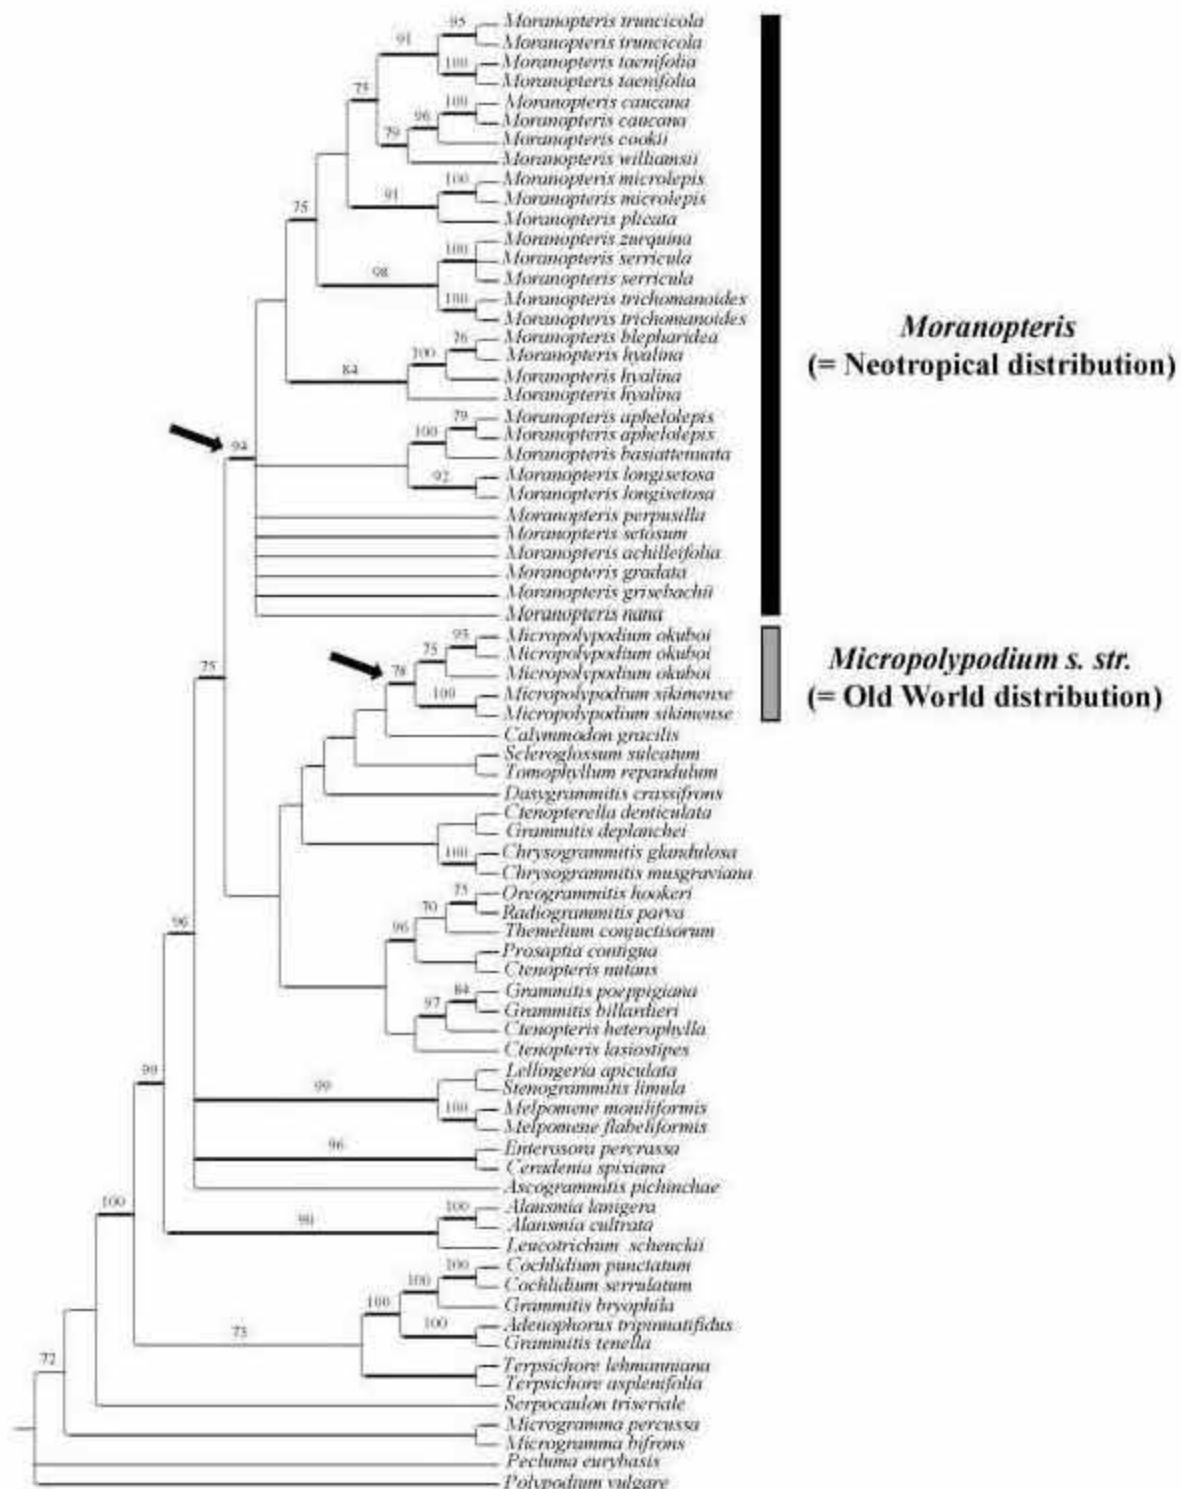 95
Moranopteris truncicola
91
Moranopteris truncicola
Moranopteris taenifolia
100
Moranopteris taenifolia
75
Moranopteris caucana
100
96
Moranopteris caucana
79
Moranopteris cookii
Moranopteris williamsii
Moranopteris microlepis
100
91
Moranopteris microlepis
75
Moranopteris plicata
Moranopteris zurquina
100
Moranopteris serricula
98
Moranopteris serricula
100
Moranopteris trichomanoides
Moranopteris trichomanoides
Moranopteris
(= Neotropical distribution)
Moranopteris blepharidea
76
100
Moranopteris hyalina
84
Moranopteris hyalina
Moranopteris hyalina
Moranopteris aphelolepis
79
100
Moranopteris aphelolepis
94
Moranopteris basiattenuata
92
Moranopteris longisetosa
Moranopteris longisetosa
Moranopteris perpusilla
Moranopteris setosum
Moranopteris achilleifolia
Moranopteris gradata
Moranopteris grisebachii
Moranopteris nana
Micropolypodium okuboi
95
75
Micropolypodium okuboi
78
Micropolypodium okuboi
75
100
Micropolypodium sikimense
Micropolypodium sikimense
Micropolypodium s. str.
(= Old World distribution)
Calymmodon gracilis
Scleroglossum sulcatum
Tomophyllum repandulum
Dasygrammitis crassifrons
Ctenopterella denticulata
Grammitis deplanchei
100
Chrysogrammitis glandulosa
Chrysogrammitis musgraviana
75
Oreogrammitis hookeri
70
Radiogrammitis parva
96
96
Themelium conjuctisorum
Prosaptia contigua
Ctenopteris nutans
84
Grammitis poeppigiana
97
Grammitis billardieri
Ctenopteris heterophylla
Ctenopteris lasiostipes
99
Lellingeria apiculata
99
Stenogrammitis limula
100
Melpomene moniliformis
Melpomene flabeliformis
96
Enterosora percrassa
Ceradenia spixiana
Ascogrammitis pichinchae
100
100
Alansmia lanigera
Alansmia cultrata
Leucotrichum schenckii
100
Cochlidium punctatum
100
Cochlidium serrulatum
100
Grammitis bryophila
73
100
Adenophorus tripinnatifidus
Grammitis tenella
72
Terpsichore lehmanniana
Terpsichore asplenifolia
Serpocaulon triseriale
Microgramma percussa
Microgramma bifrons
Pecluma eurybasis
Polypodium vulgare